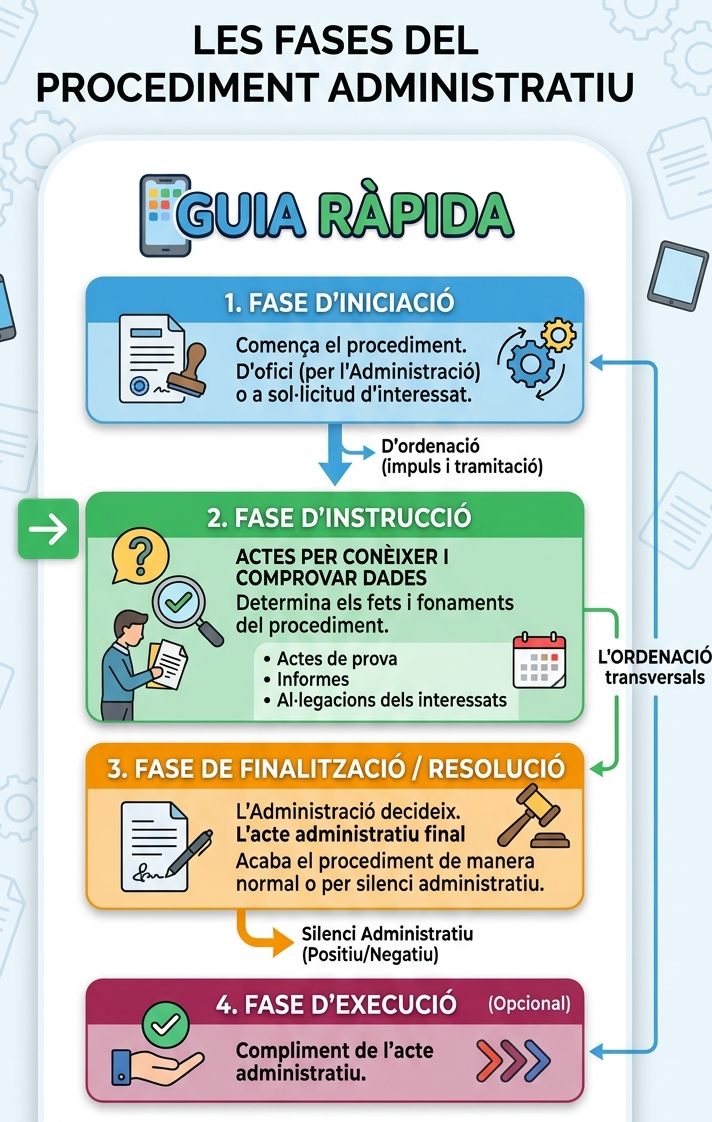 LES FASES DEL
PROCEDIMENT ADMINISTRATIU
GUIA RÀPIDA
1. FASE D'INICIACIÓ
Comença el procediment.
D'ofici (per l'Administració)
o a sol·licitud d'interessat.
D'ordenació
(impuls i tramitació)
2. FASE D'INSTRUCCIÓ
ACTES PER CONÈIXER I
COMPROVAR DADES
Determina els fets i fonaments
del procediment.
• Actes de prova
• Informes
• Al·legacions dels interessats
L'ORDENACIÓ
transversals
3. FASE DE FINALITZACIÓ / RESOLUCIÓ
L'Administració decideix.
L'acte administratiu final
Acaba el procediment de manera
normal o per silenci administratiu.
Silenci Administratiu
(Positiu/Negatiu)
4. FASE D'EXECUCIÓ (Opcional)
Compliment de l'acte
administratiu.